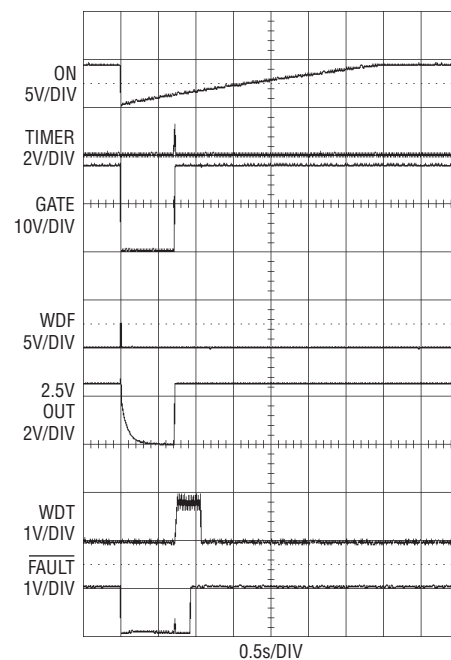 ON
5V/DIV
TIMER
2V/DIV
GATE
10V/DIV
WDF
5V/DIV
2.5V
OUT
2V/DIV
WDT
1V/DIV
FAULT
1V/DIV
0.5s/DIV